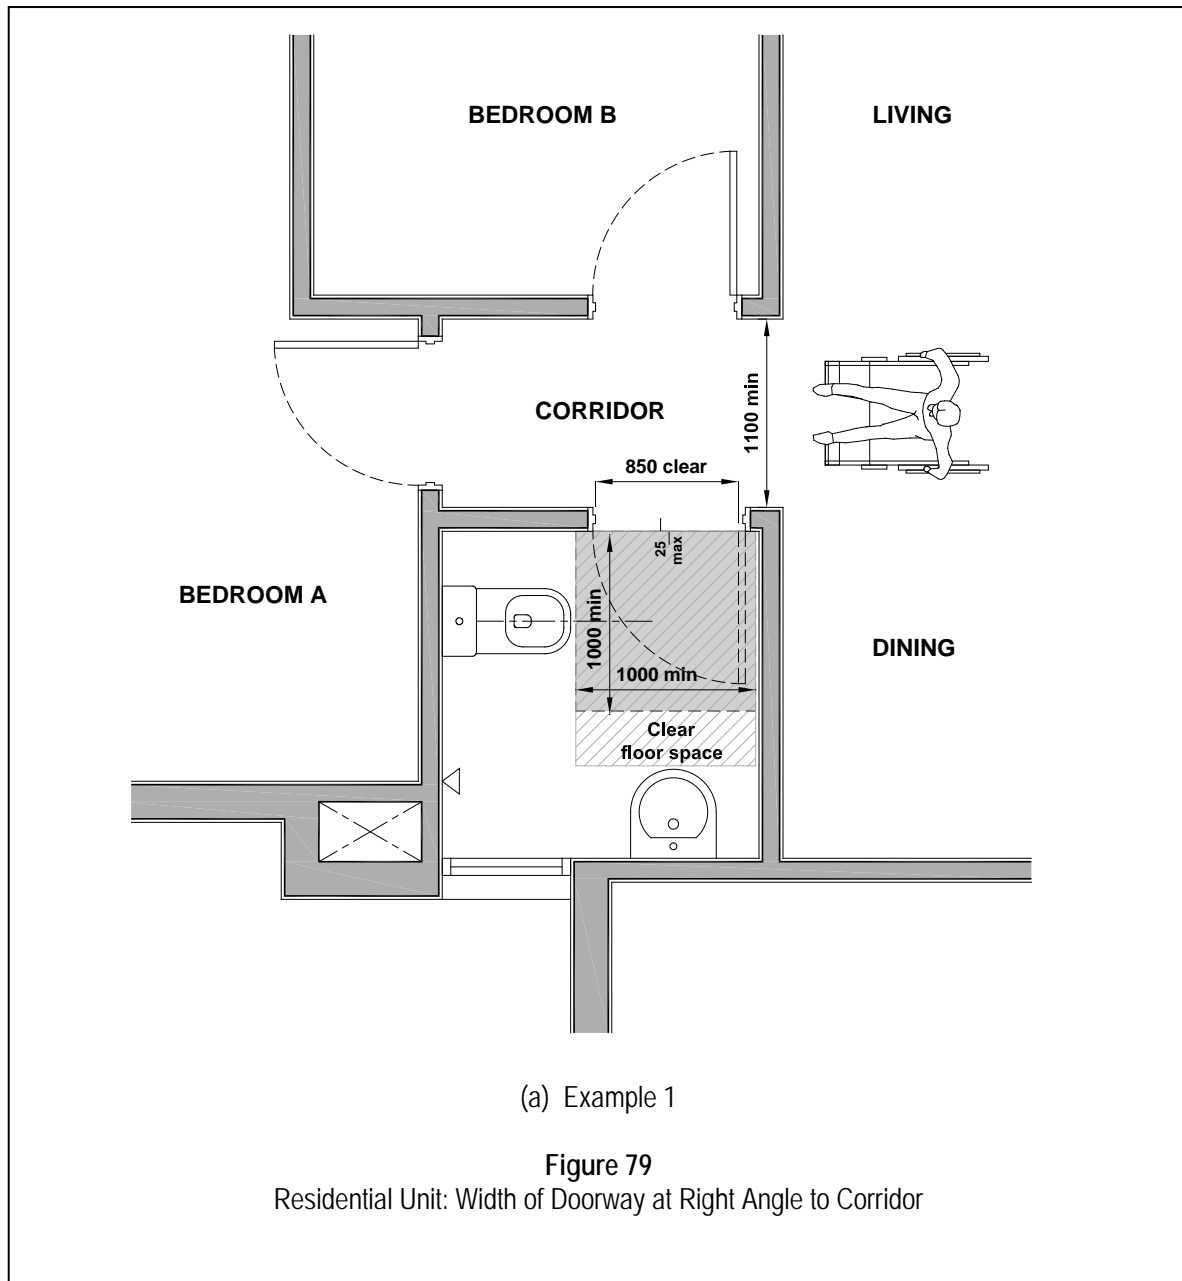 BEDROOM B
LIVING
CORRIDOR
1100 min
850 clear
25
max
BEDROOM A
1000 min
1000 min
DINING
Clear
floor space
(a) Example 1
Figure 79
Residential Unit: Width of Doorway at Right Angle to Corridor